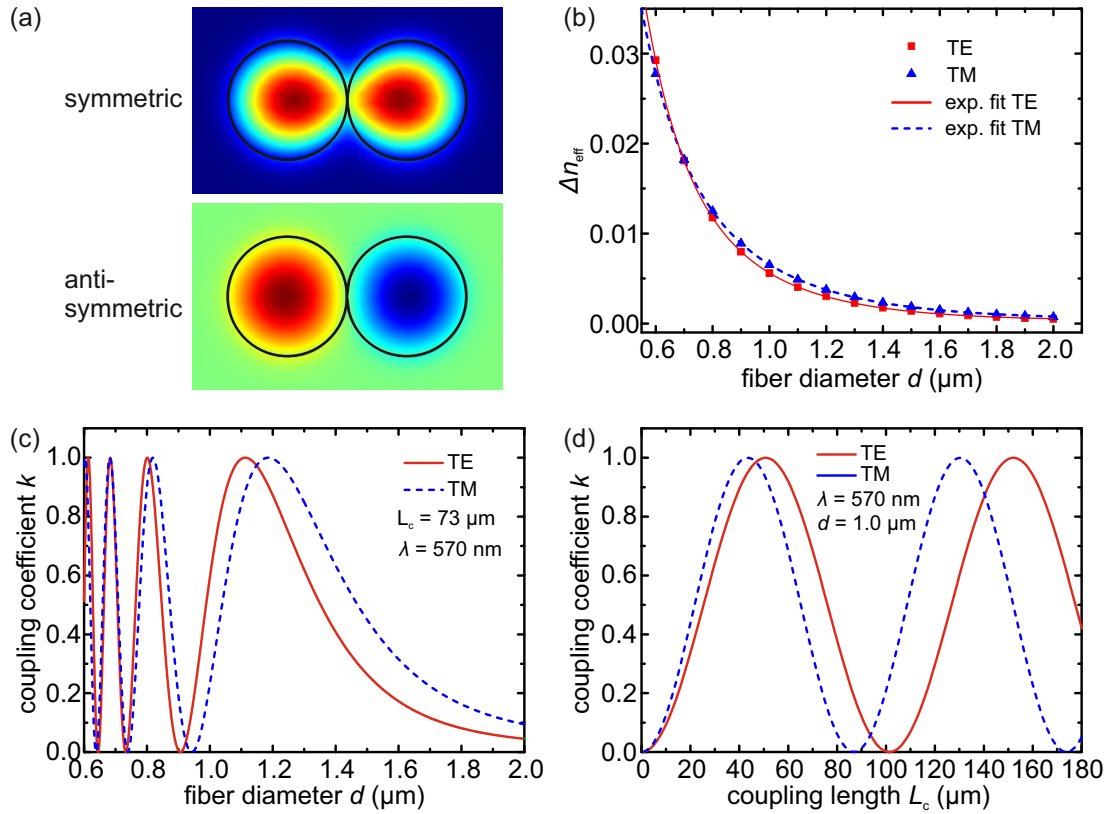 (a)
symmetric
anti-
symmetric
(b)
0.03
0.02
0.01
0.00
Δn_eff
TE
TM
exp. fit TE
exp. fit TM
0.6 0.8 1.0 1.2 1.4 1.6 1.8 2.0
fiber diameter d (µm)
(c)
1.0
0.8
0.6
0.4
0.2
0.0
coupling coefficient k
TE
TM
L_c = 73 µm
λ = 570 nm
0.6 0.8 1.0 1.2 1.4 1.6 1.8 2.0
fiber diameter d (µm)
(d)
1.0
0.8
0.6
0.4
0.2
0.0
coupling coefficient k
TE
TM
λ = 570 nm
d = 1.0 µm
0 20 40 60 80 100 120 140 160 180
coupling length L_c (µm)